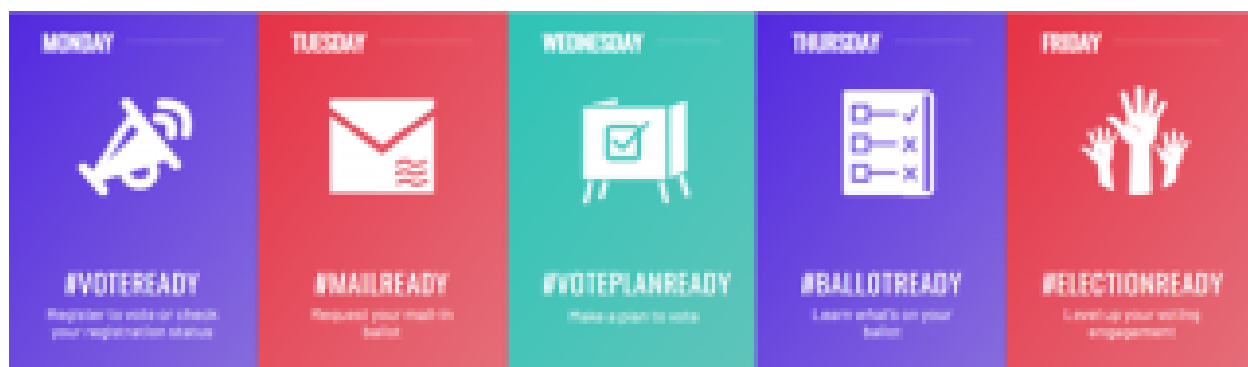 MONDAY
#VOTEREADY
Register to vote or check
your registration status
TUESDAY
#MAILREADY
Request your mail-in
ballot
WEDNESDAY
#VOTEPLANREADY
Make a plan to vote
THURSDAY
#BALLOTREADY
Learn what's on your
ballot
FRIDAY
#ELECTIONREADY
Level up your voting
engagement